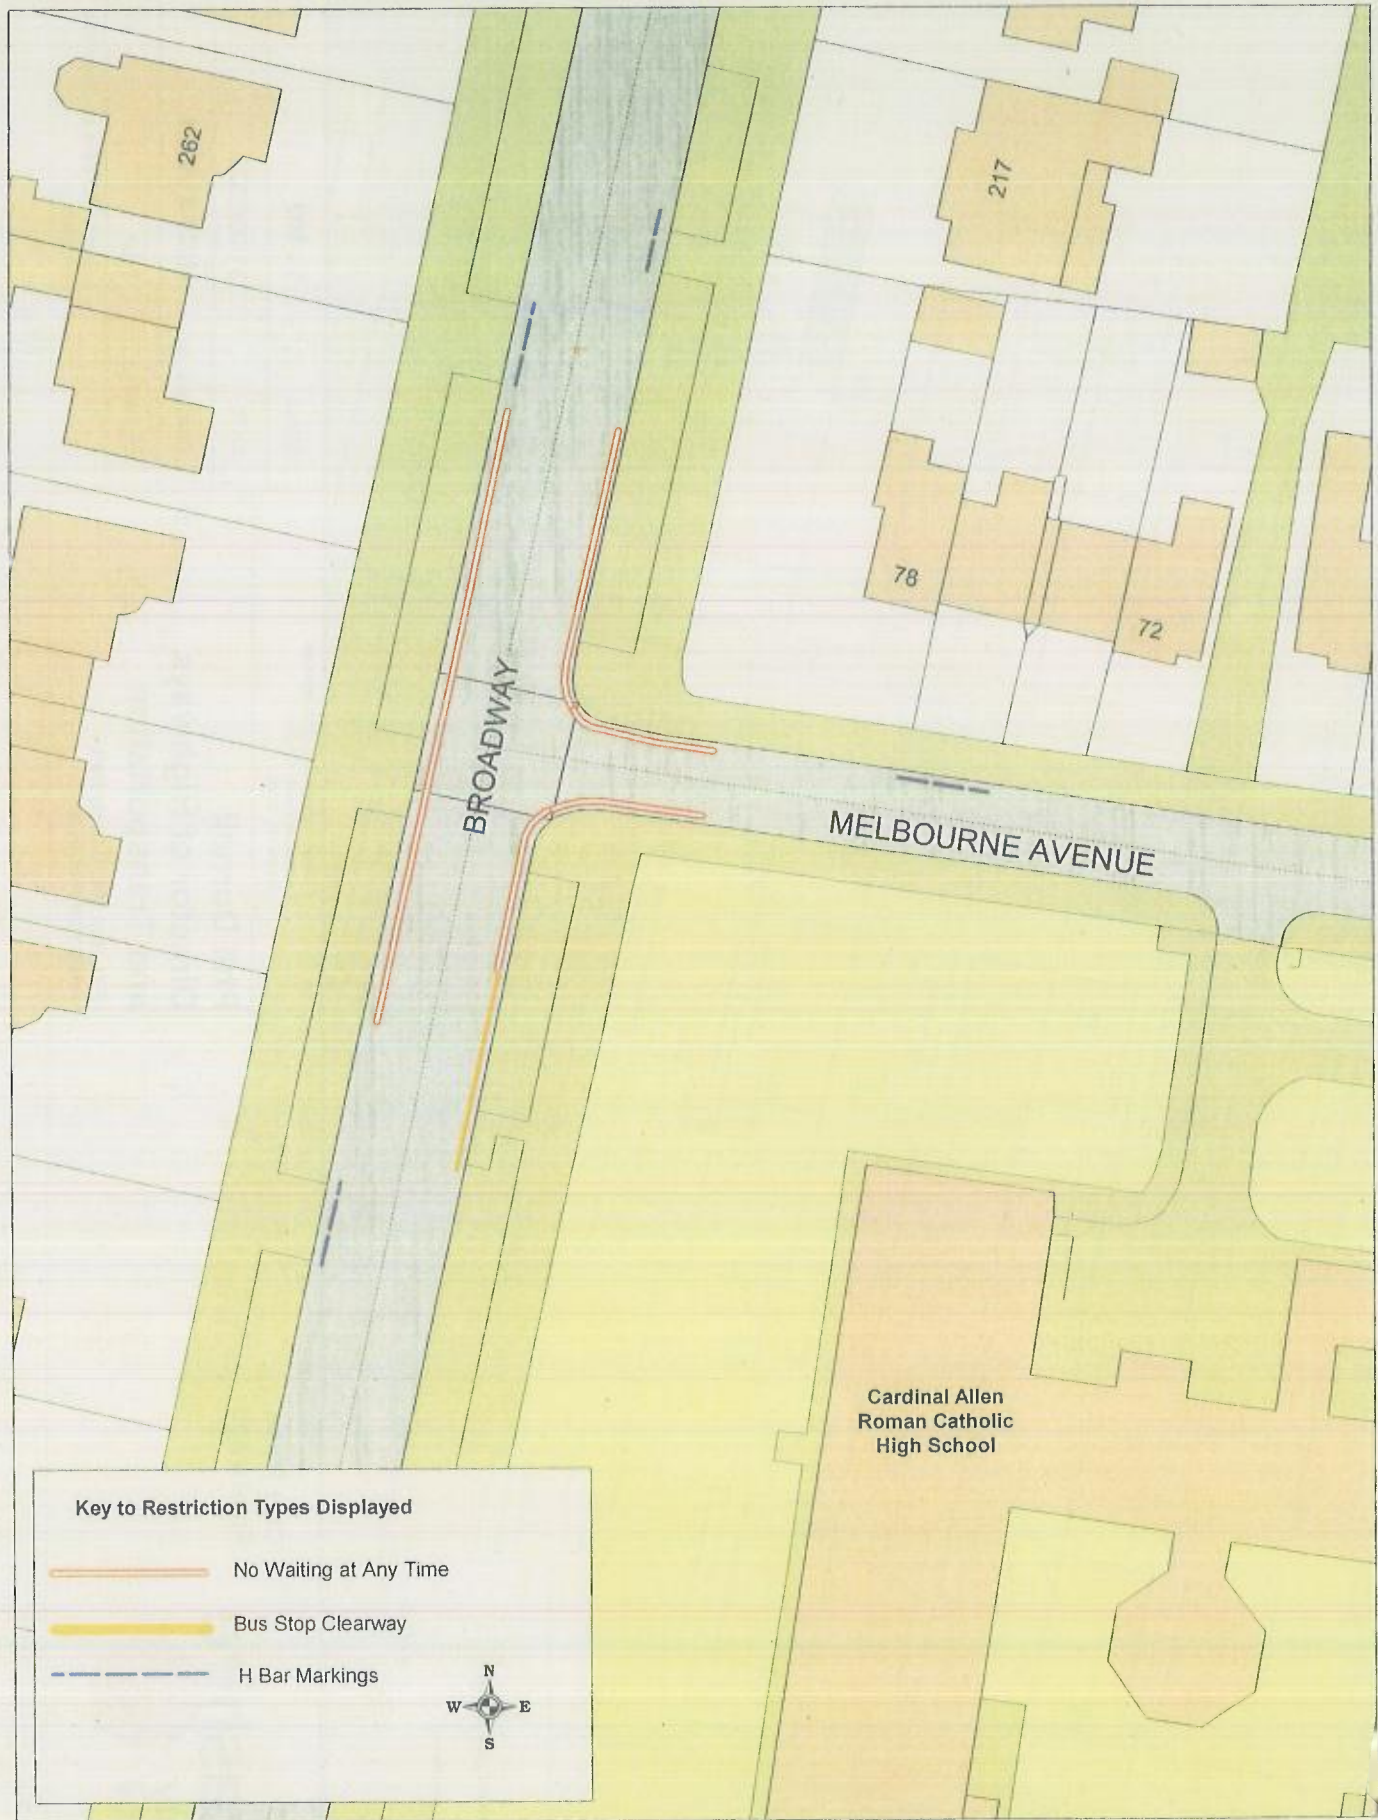 262
217
78
72
BROADWAY
MELBOURNE AVENUE
Cardinal Allen
Roman Catholic
High School
Key to Restriction Types Displayed
No Waiting at Any Time
Bus Stop Clearway
H Bar Markings
N
W E
S